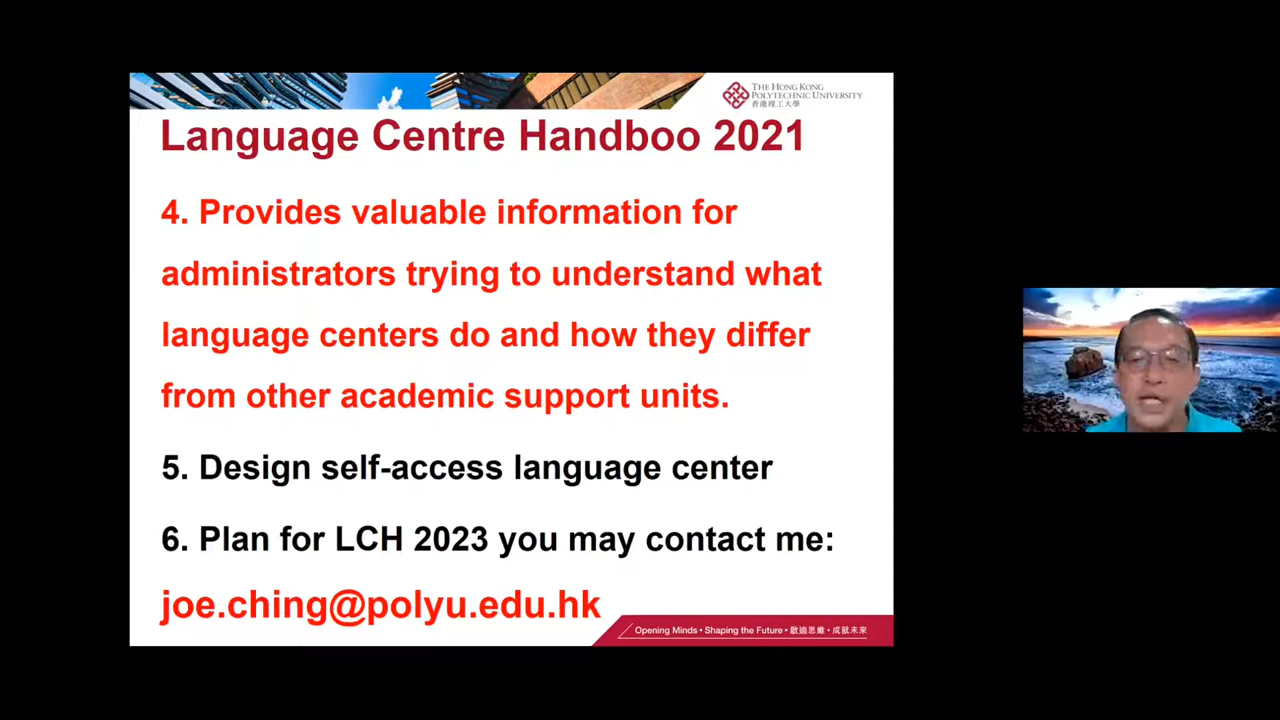 THE HONG KONG
POLYTECHNIC UNIVERSITY
香港理工大學
Language Centre Handboo 2021
4. Provides valuable information for
administrators trying to understand what
language centers do and how they differ
from other academic support units.
5. Design self-access language center
6. Plan for LCH 2023 you may contact me:
joe.ching@polyu.edu.hk
Opening Minds • Shaping the Future • 啟迪思維 • 成就未來